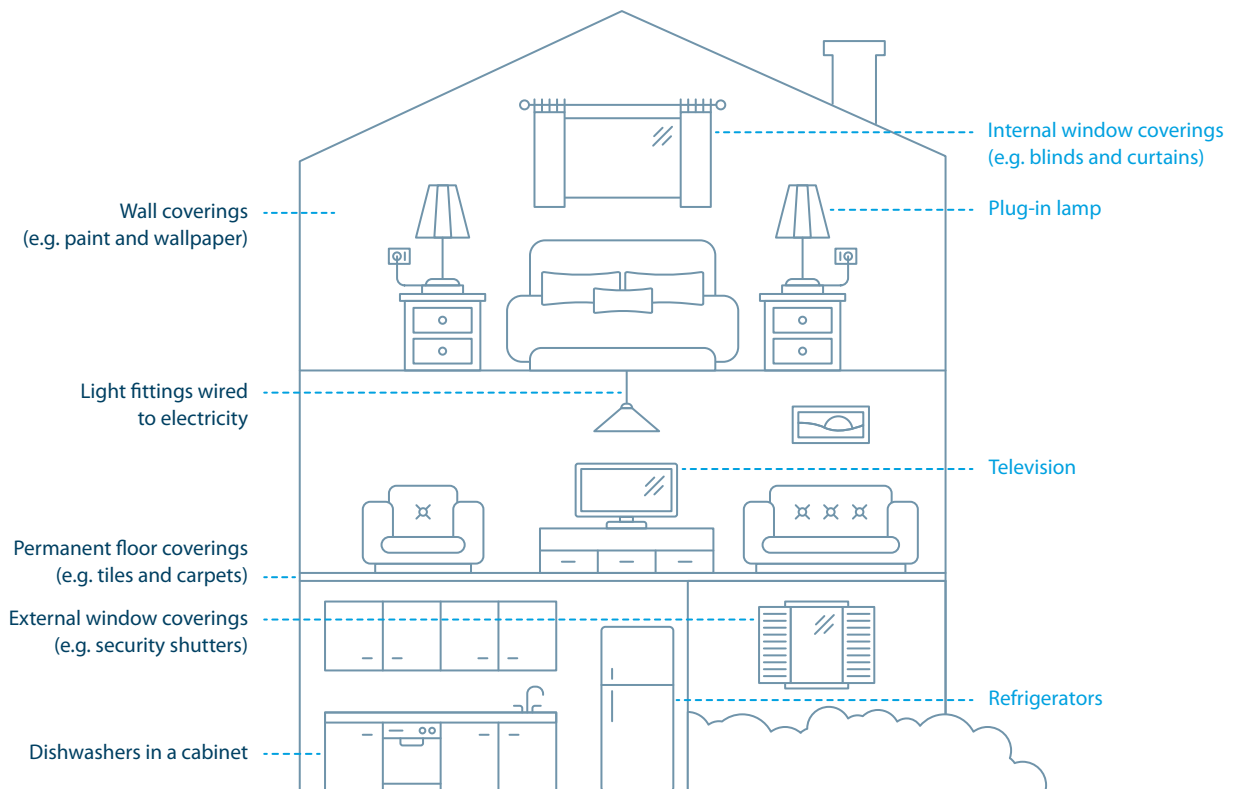 Wall coverings
(e.g. paint and wallpaper)
Light fittings wired
to electricity
Permanent floor coverings
(e.g. tiles and carpets)
External window coverings
(e.g. security shutters)
Dishwashers in a cabinet
Internal window coverings
(e.g. blinds and curtains)
Plug-in lamp
Television
Refrigerators